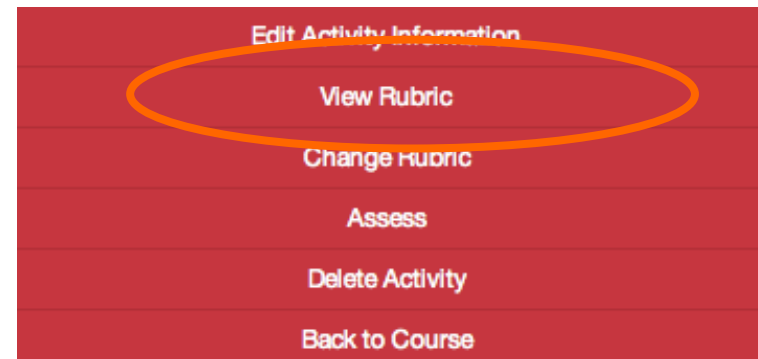 Edit Activity Information
View Rubric
Change Rubric
Assess
Delete Activity
Back to Course